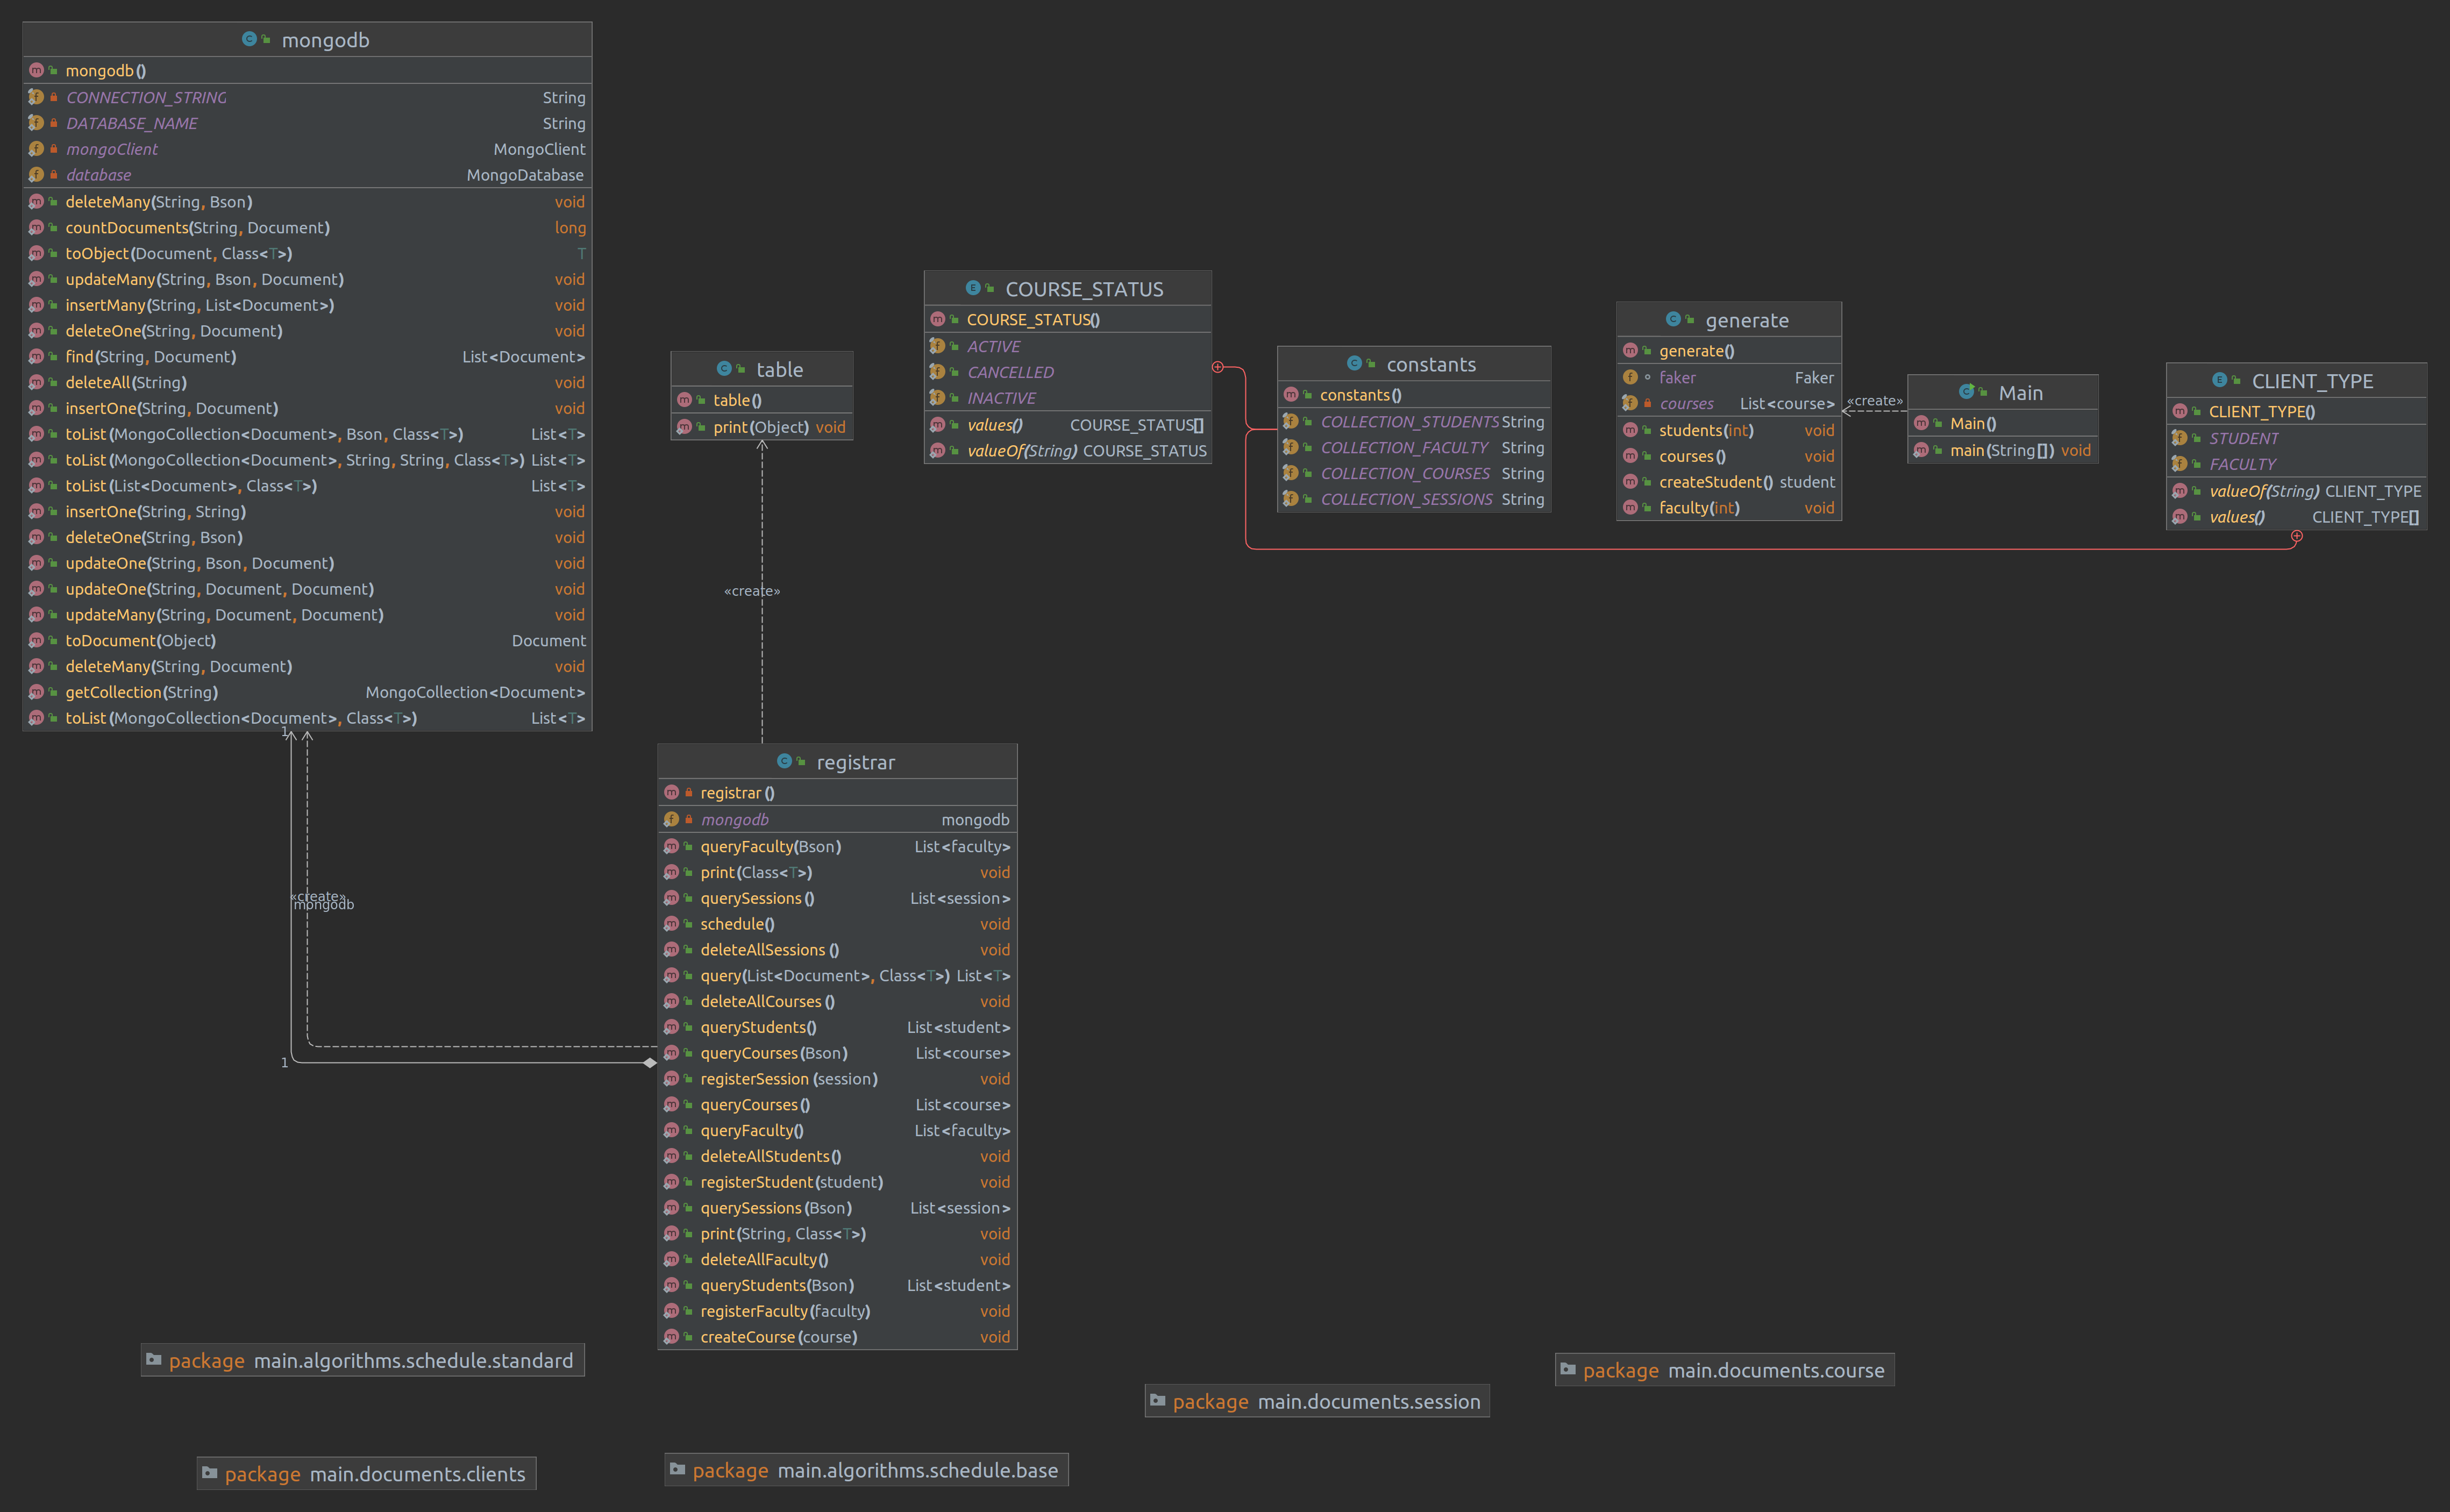 mongodb
mongodb()
CONNECTION_STRING String
DATABASE_NAME String
mongoClient MongoClient
database MongoDatabase
deleteMany(String, Bson) void
countDocuments(String, Document) long
toObject(Document, Class<T>) T
updateMany(String, Bson, Document) void
insertMany(String, List<Document>) void
deleteOne(String, Document) void
find(String, Document) List<Document>
deleteAll(String) void
insertOne(String, Document) void
toList(MongoCollection<Document>, Bson, Class<T>) List<T>
toList(MongoCollection<Document>, String, String, Class<T>) List<T>
toList(List<Document>, Class<T>) List<T>
insertOne(String, String) void
deleteOne(String, Bson) void
updateOne(String, Bson, Document) void
updateOne(String, Document, Document) void
updateMany(String, Document, Document) void
toDocument(Object) Document
deleteMany(String, Document) void
getCollection(String) MongoCollection<Document>
toList(MongoCollection<Document>, Class<T>) List<T>
1
«create»
mongodb
1
table
table()
print(Object) void
«create»
COURSE_STATUS
COURSE_STATUS()
ACTIVE
CANCELLED
INACTIVE
values() COURSE_STATUS[]
valueOf(String) COURSE_STATUS
constants
constants()
COLLECTION_STUDENTS String
COLLECTION_FACULTY String
COLLECTION_COURSES String
COLLECTION_SESSIONS String
generate
generate()
faker Faker
courses List<course>
students(int) void
courses() void
createStudent() student
faculty(int) void
«create»
Main
Main()
main(String[]) void
CLIENT_TYPE
CLIENT_TYPE()
STUDENT
FACULTY
valueOf(String) CLIENT_TYPE
values() CLIENT_TYPE[]
registrar
registrar()
mongodb mongodb
queryFaculty(Bson) List<faculty>
print(Class<T>) void
querySessions() List<session>
schedule() void
deleteAllSessions() void
query(List<Document>, Class<T>) List<T>
deleteAllCourses() void
queryStudents() List<student>
queryCourses(Bson) List<course>
registerSession(session) void
queryCourses() List<course>
queryFaculty() List<faculty>
deleteAllStudents() void
registerStudent(student) void
querySessions(Bson) List<session>
print(String, Class<T>) void
deleteAllFaculty() void
queryStudents(Bson) List<student>
registerFaculty(faculty) void
createCourse(course) void
package main.algorithms.schedule.standard
package main.documents.course
package main.documents.session
package main.documents.clients
package main.algorithms.schedule.base